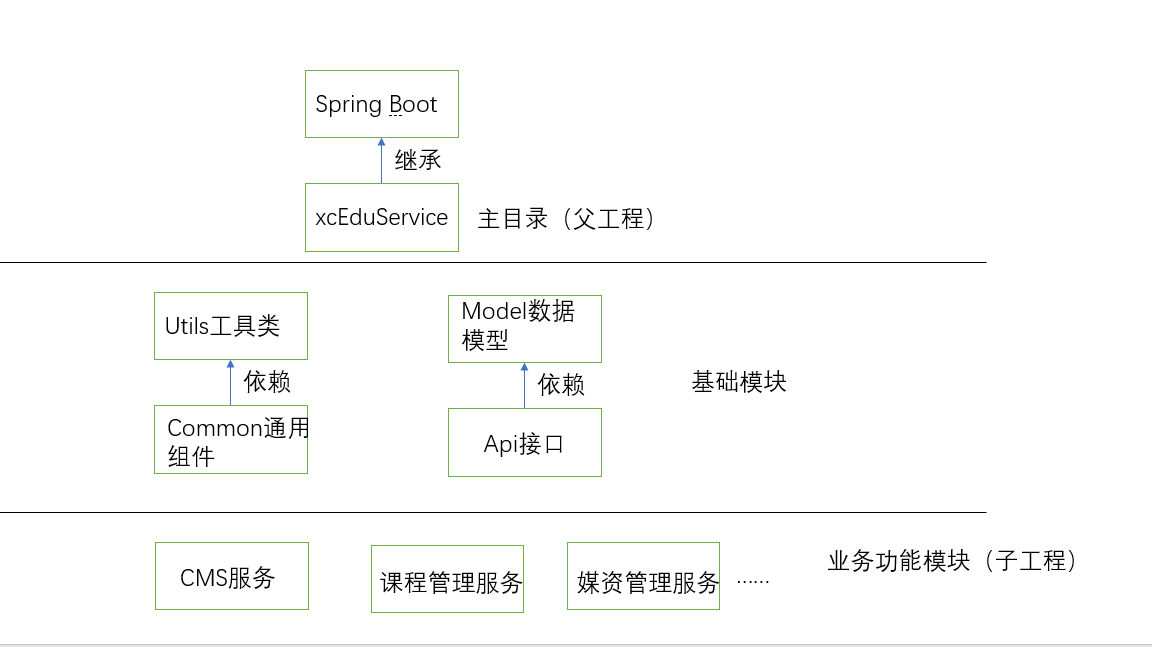 Spring Boot
继承
xcEduService
主目录（父工程）
Utils工具类
依赖
Common通用
组件
Model数据
模型
依赖
Api接口
基础模块
CMS服务
课程管理服务
媒资管理服务
......
业务功能模块（子工程）